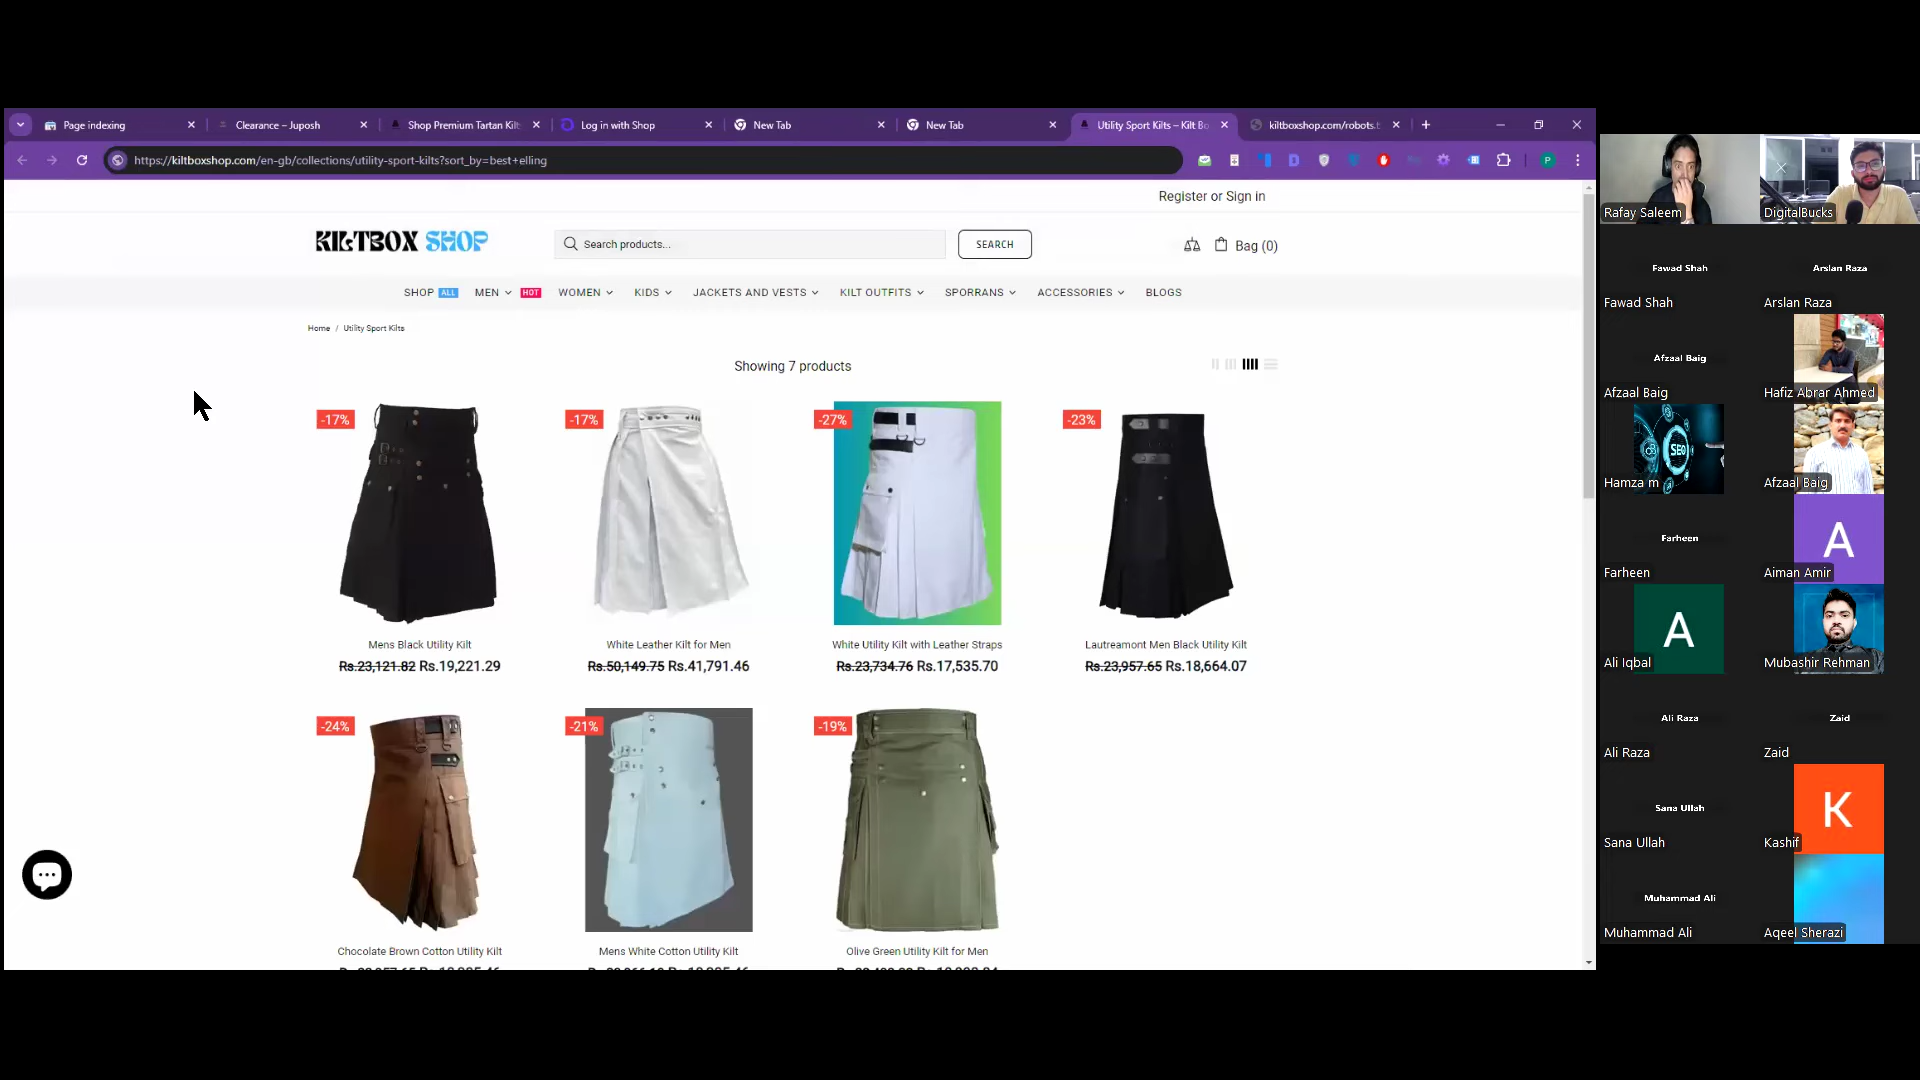 Page indexing
Clearance – Juposh
Shop Premium Tartan Kilt
Log in with Shop
New Tab
New Tab
Utility Sport Kilts – Kilt Bo
kiltboxshop.com/robots.t
https://kiltboxshop.com/en-gb/collections/utility-sport-kilts?sort_by=best+elling
P
Register or Sign in
KILTBOX SHOP
Search products...
SEARCH
Bag (0)
SHOP ALL
MEN HOT
WOMEN
KIDS
JACKETS AND VESTS
KILT OUTFITS
SPORRANS
ACCESSORIES
BLOGS
Home / Utility Sport Kilts
Showing 7 products
-17%
-17%
-27%
-23%
Mens Black Utility Kilt
Rs.23,121.82 Rs.19,221.29
White Leather Kilt for Men
Rs.50,149.75 Rs.41,791.46
White Utility Kilt with Leather Straps
Rs.23,734.76 Rs.17,535.70
Lautreamont Men Black Utility Kilt
Rs.23,957.65 Rs.18,664.07
-24%
-21%
-19%
Chocolate Brown Cotton Utility Kilt
Mens White Cotton Utility Kilt
Olive Green Utility Kilt for Men
Rafay Saleem
DigitalBucks
Fawad Shah
Fawad Shah
Arslan Raza
Arslan Raza
Afzaal Baig
Afzaal Baig
Hafiz Abrar Ahmed
SEO
Hamza m
Afzaal Baig
Farheen
Farheen
A
Aiman Amir
A
Ali Iqbal
Mubashir Rehman
Ali Raza
Ali Raza
Zaid
Zaid
Sana Ullah
Sana Ullah
K
Kashif
Muhammad Ali
Muhammad Ali
Aqeel Sherazi